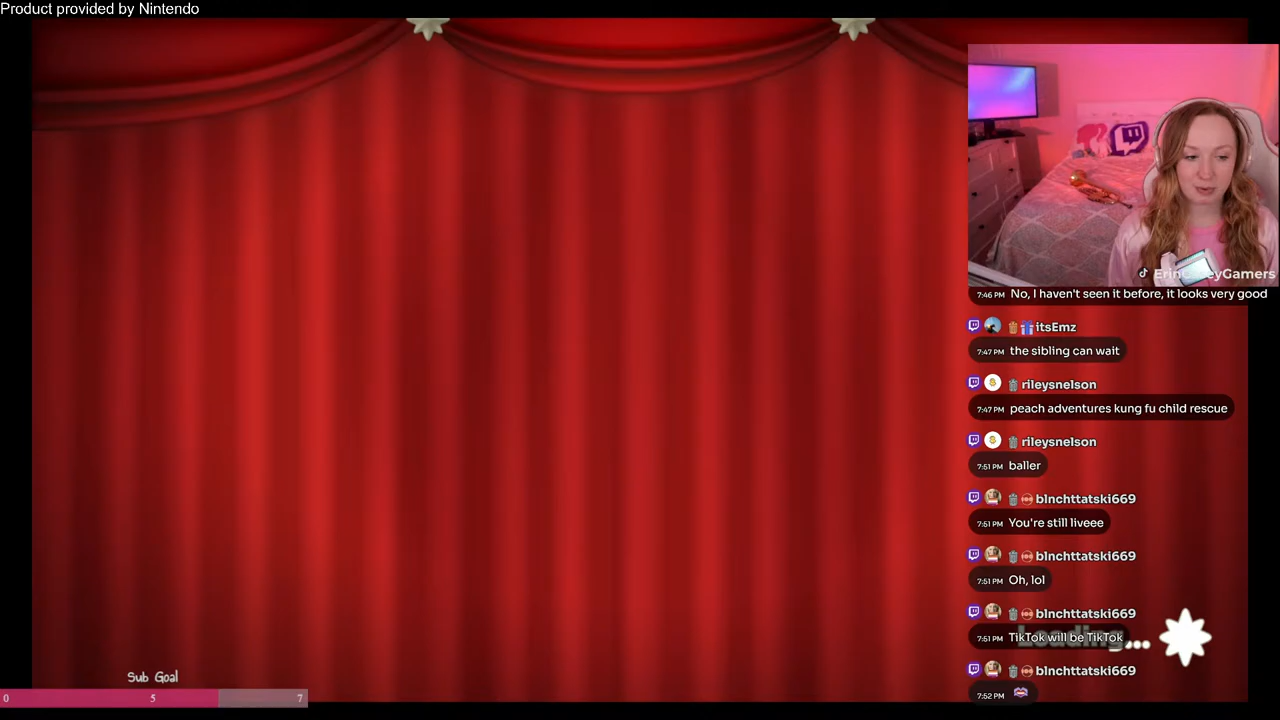 Product provided by Nintendo
7:46 PM No, I haven't seen it before, it looks very good
itsEmz
7:47 PM the sibling can wait
rileysnelson
7:47 PM peach adventures kung fu child rescue
rileysnelson
7:51 PM baller
blnchttatski669
7:51 PM You're still liveee
blnchttatski669
7:51 PM Oh, lol
blnchttatski669
7:51 PM TikTok will be TikTok
Loading...
blnchttatski669
7:52 PM
Sub Goal
0 5 7